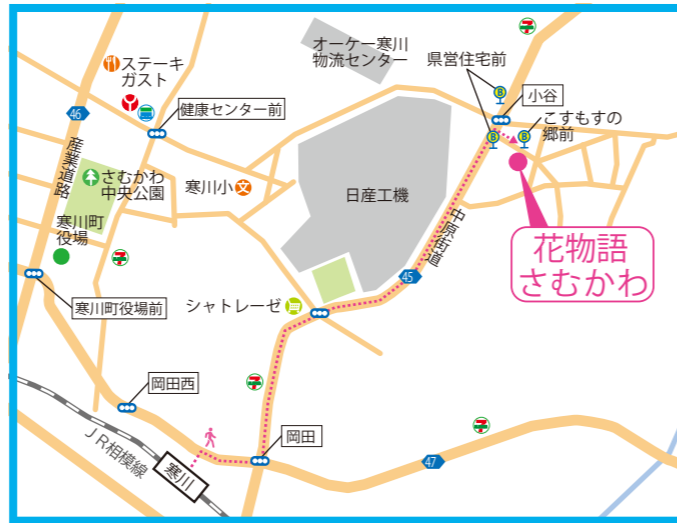 オーケー寒川
物流センター
県営住宅前
B
小谷
ステーキ
ガスト
健康センター前
46
産業道路
B
B
こすもすの
郷前
さむかわ
中央公園
寒川小
文
日産工機
中原街道
寒川町
役場
7
7
花物語
さむかわ
45
寒川町役場前
シャトレーゼ
岡田西
7
岡田
7
JR相模線
寒川
47